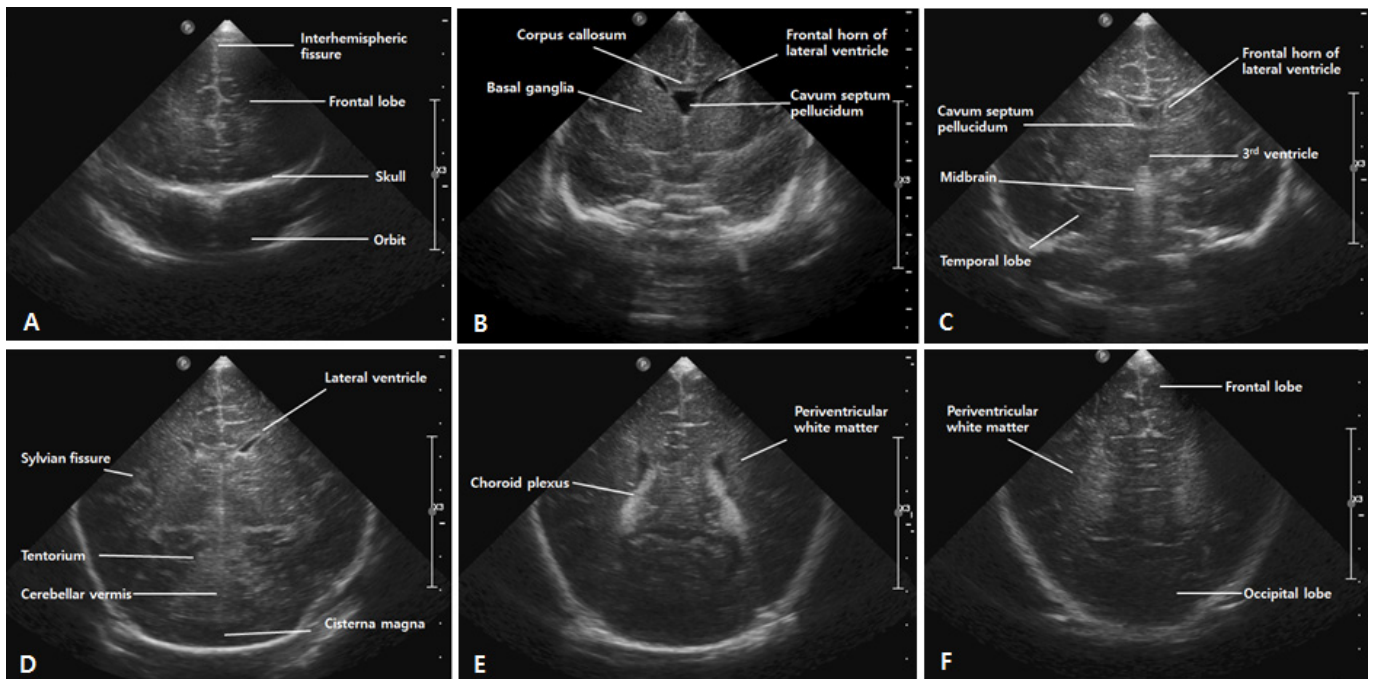 Interhemispheric
fissure
Frontal lobe
Skull
Orbit
A
Corpus callosum
Frontal horn of
lateral ventricle
Basal ganglia
Cavum septum
pellucidum
B
Frontal horn of
lateral ventricle
Cavum septum
pellucidum
3rd ventricle
Midbrain
Temporal lobe
C
Lateral ventricle
Sylvian fissure
Tentorium
Cerebellar vermis
Cisterna magna
D
Periventricular
white matter
Choroid plexus
E
Frontal lobe
Periventricular
white matter
Occipital lobe
F